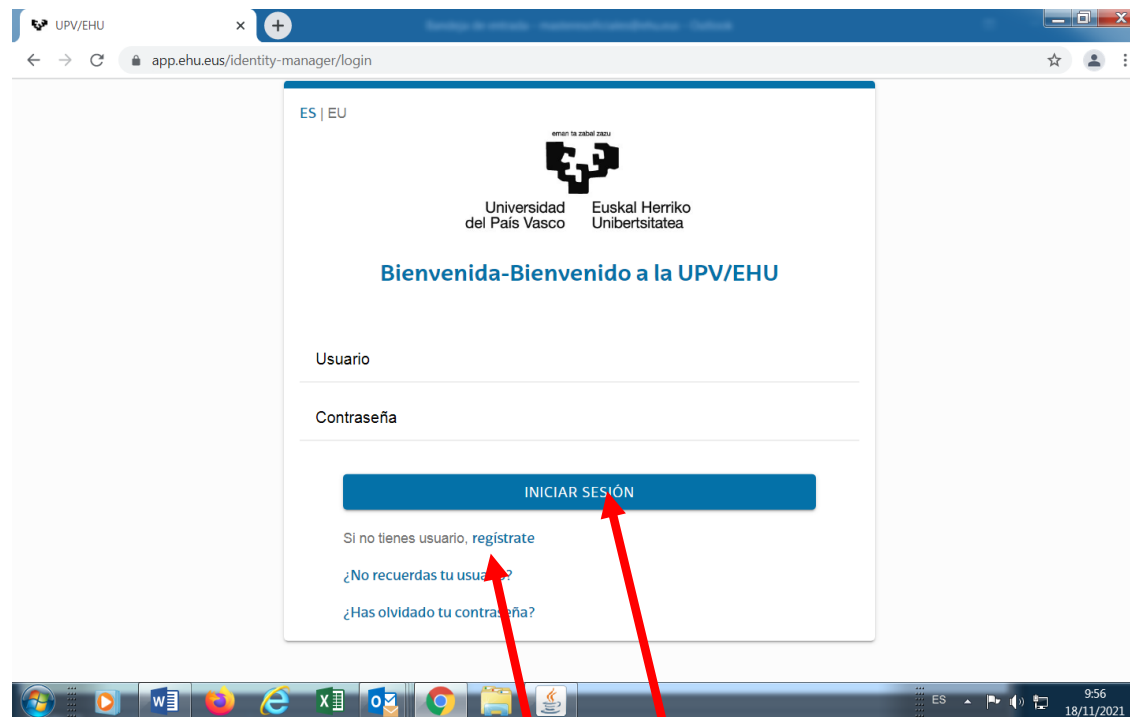 UPV/EHU
app.ehu.eus/identity-manager/login
ES | EU
eman ta zabal zazu
Universidad del País Vasco
Euskal Herriko Unibertsitatea
Bienvenida-Bienvenido a la UPV/EHU
Usuario
Contraseña
INICIAR SESIÓN
Si no tienes usuario, regístrate
¿No recuerdas tu usuario?
¿Has olvidado tu contraseña?
ES
9:56
18/11/2021